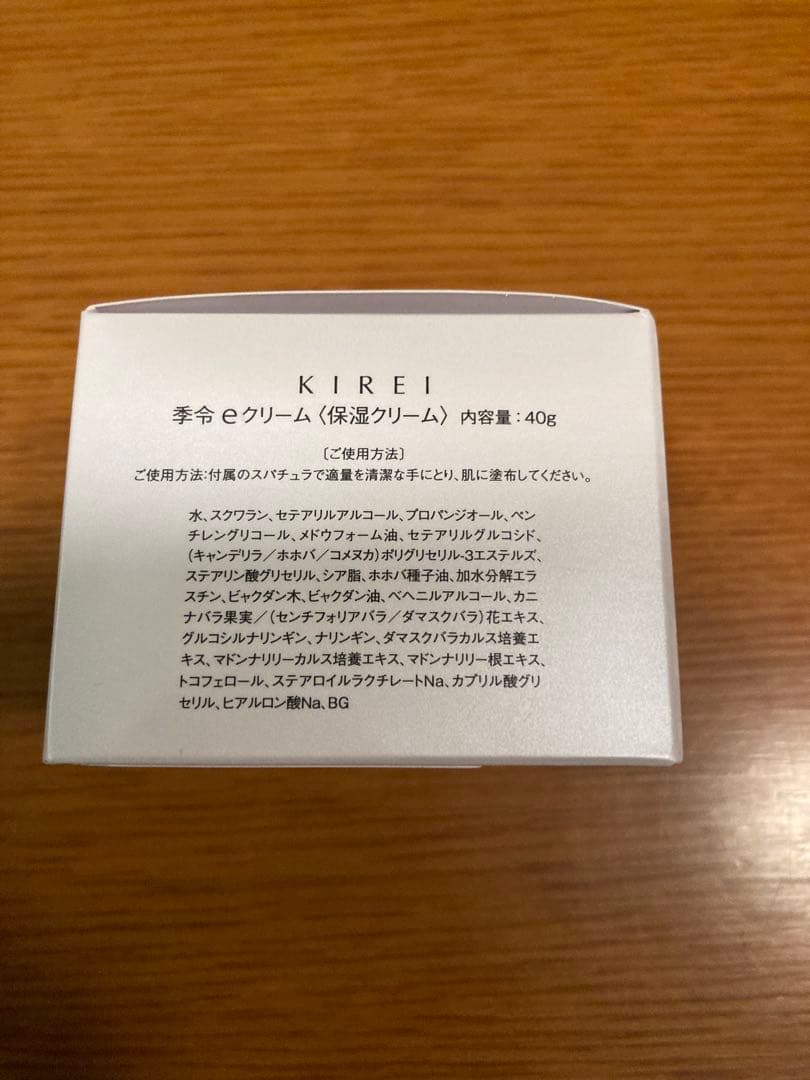 KIREI
季令 eクリーム〈保湿クリーム〉 内容量：40g
〔ご使用方法〕
ご使用方法:付属のスパチュラで適量を清潔な手にとり、肌に塗布してください。
水、スクワラン、セテアリルアルコール、プロパンジオール、ペン
チレングリコール、メドウフォーム油、セテアリルグルコシド、
(キャンデリラ／ホホバ／コメヌカ)ポリグリセリル-3エステルズ、
ステアリン酸グリセリル、シア脂、ホホバ種子油、加水分解エラ
スチン、ビャクダン木、ビャクダン油、ベヘニルアルコール、カニ
ナバラ果実／(センチフォリアバラ／ダマスクバラ)花エキス、
グルコシルナリンギン、ナリンギン、ダマスクバラカルス培養エ
キス、マドンナリリーカルス培養エキス、マドンナリリー根エキス、
トコフェロール、ステアロイルラクチレートNa、カプリル酸グリ
セリル、ヒアルロン酸Na、BG